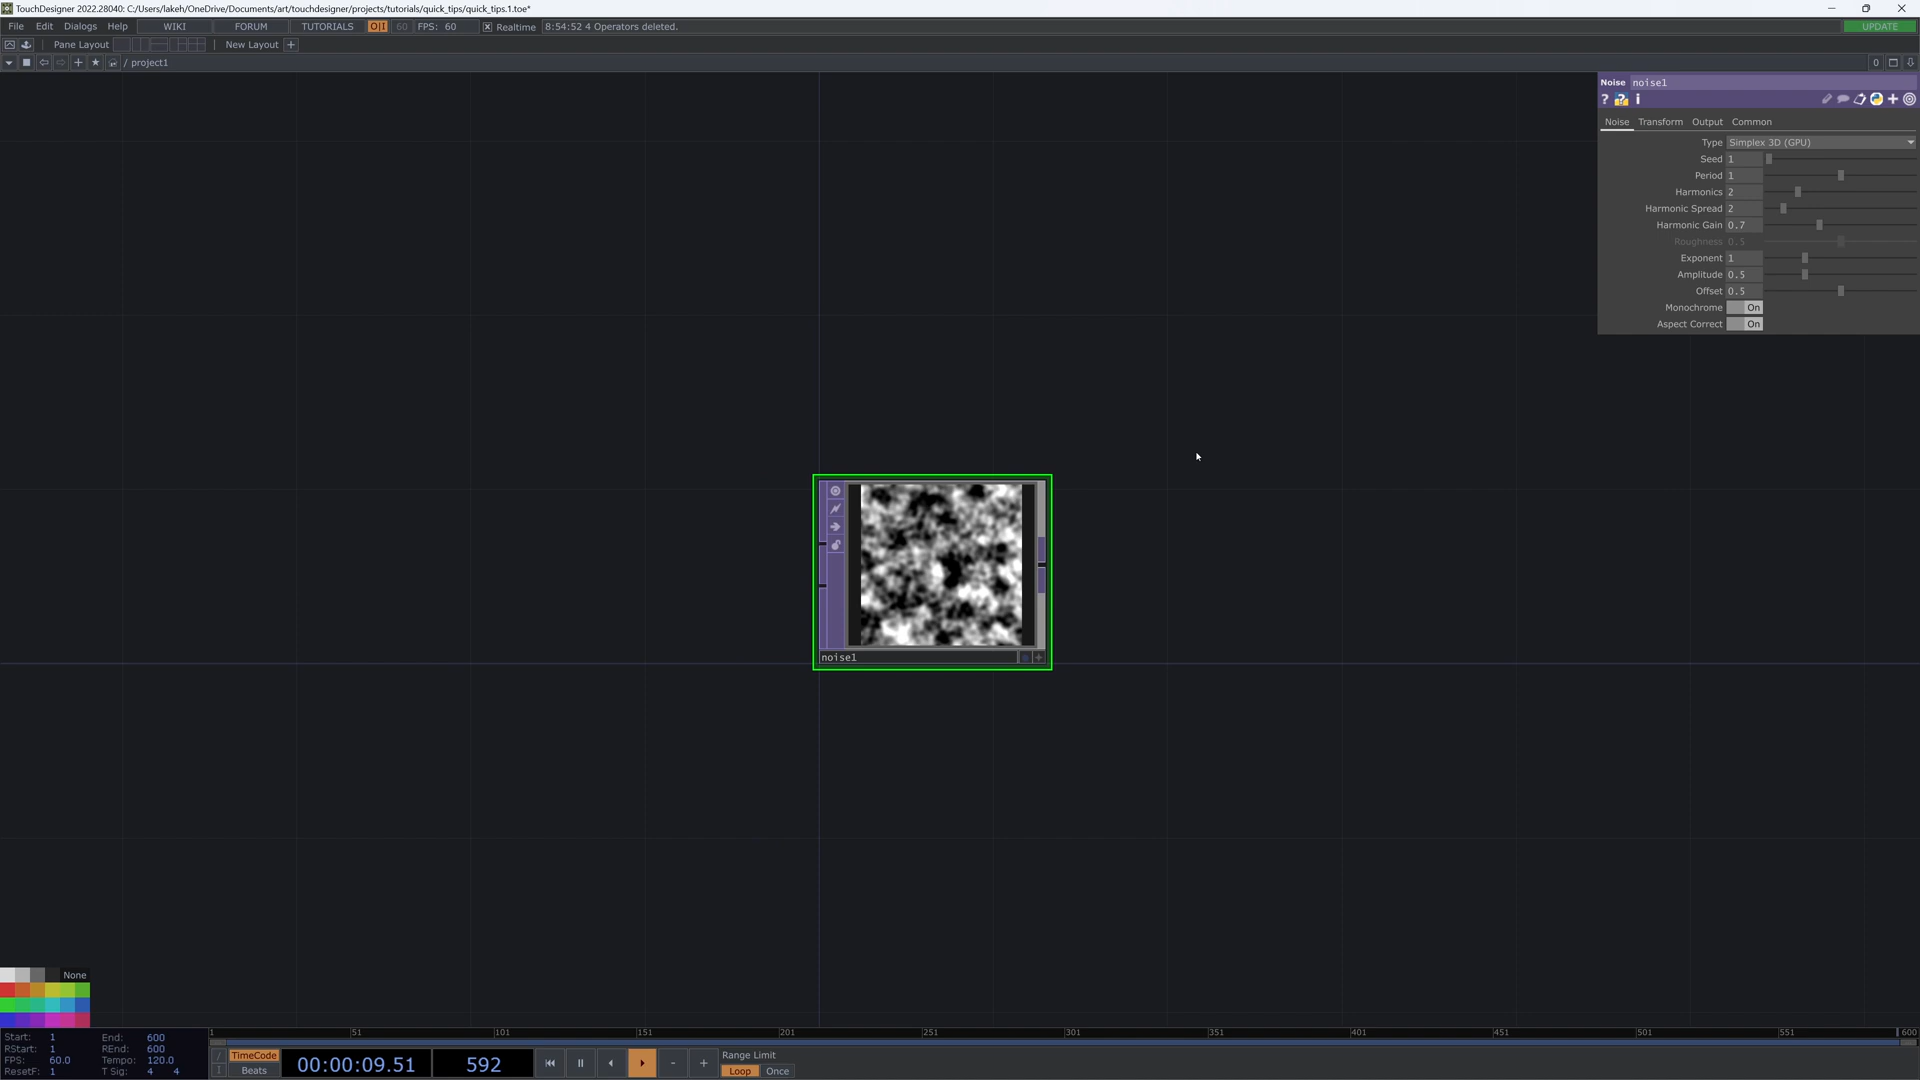 TouchDesigner 2022.28040: C:/Users/lakeh/OneDrive/Documents/art/touchdesigner/projects/tutorials/quick_tips/quick_tips.1.toe*
File Edit Dialogs Help WIKI FORUM TUTORIALS O|I 60 FPS: 60 Realtime 8:54:52 4 Operators deleted. UPDATE
Pane Layout New Layout +
/ project1 0
Noise noise1
? ? i
Noise Transform Output Common
Type Simplex 3D (GPU)
Seed 1
Period 1
Harmonics 2
Harmonic Spread 2
Harmonic Gain 0.7
Roughness 0.5
Exponent 1
Amplitude 0.5
Offset 0.5
Monochrome On
Aspect Correct On
noise1
None
1 51 101 151 201 251 301 351 401 451 501 551 600
Start: 1 End: 600
RStart: 1 REnd: 600
FPS: 60.0 Tempo: 120.0
ResetF: 1 T Sig: 4 4
TimeCode
Beats
00:00:09.51 592
- +
Range Limit
Loop Once